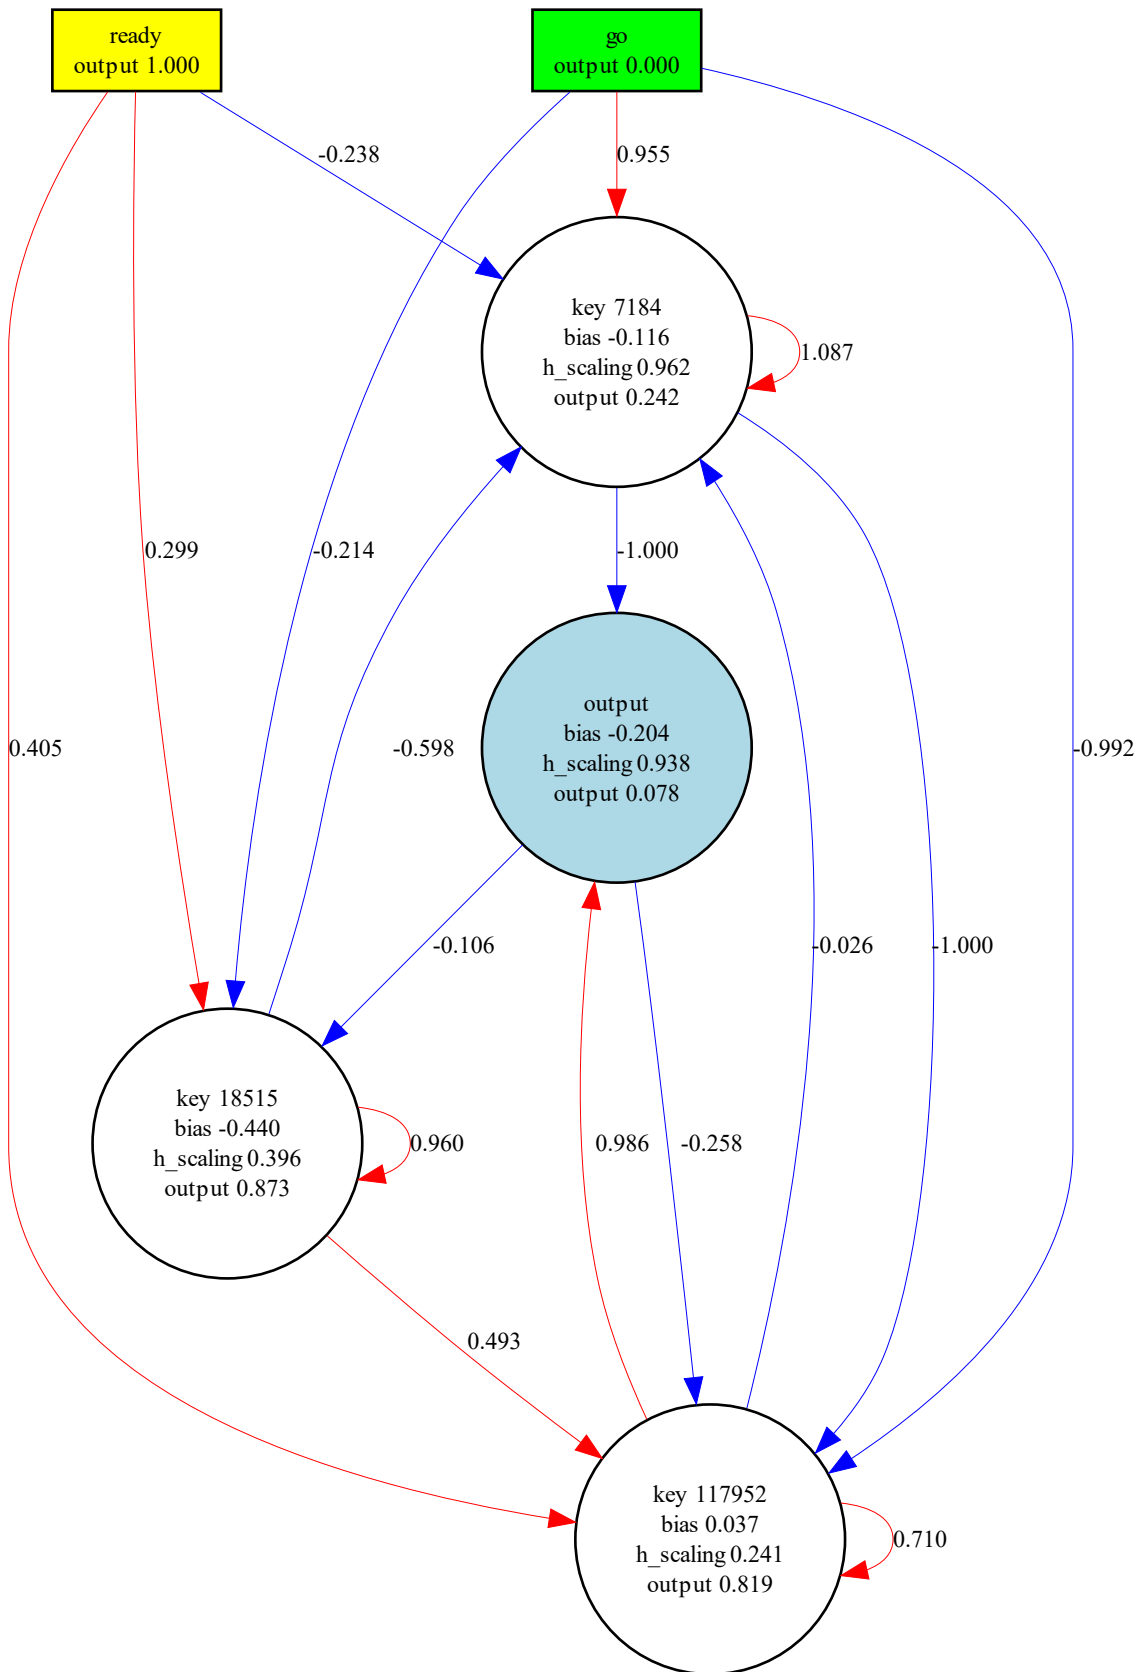 ready
output 1.000
go
output 0.000
-0.238
0.955
key 7184
bias -0.116
h_scaling 0.962
output 0.242
1.087
0.299
-0.214
-1.000
output
bias -0.204
h_scaling 0.938
output 0.078
0.405
-0.598
-0.992
-0.106
-0.026
-1.000
key 18515
bias -0.440
h_scaling 0.396
output 0.873
0.960
0.986
-0.258
0.493
key 117952
bias 0.037
h_scaling 0.241
output 0.819
0.710